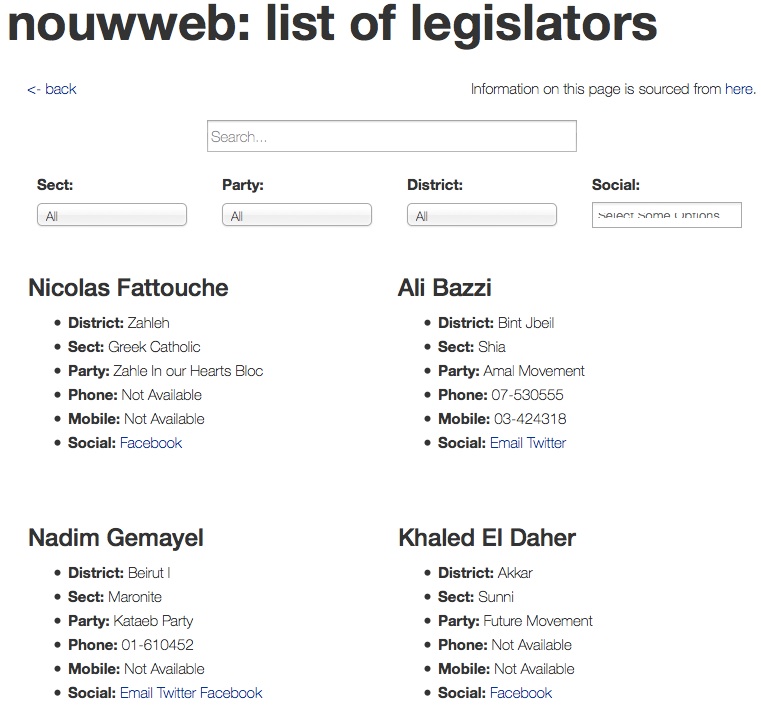 nouwweb: list of legislators
<- back
Information on this page is sourced from here.
Search...
Sect:
Party:
District:
Social:
All
All
All
Select Some Options
Nicolas Fattouche
• District: Zahleh
• Sect: Greek Catholic
• Party: Zahle In our Hearts Bloc
• Phone: Not Available
• Mobile: Not Available
• Social: Facebook
Ali Bazzi
• District: Bint Jbeil
• Sect: Shia
• Party: Amal Movement
• Phone: 07-530555
• Mobile: 03-424318
• Social: Email Twitter
Nadim Gemayel
• District: Beirut I
• Sect: Maronite
• Party: Kataeb Party
• Phone: 01-610452
• Mobile: Not Available
• Social: Email Twitter Facebook
Khaled El Daher
• District: Akkar
• Sect: Sunni
• Party: Future Movement
• Phone: Not Available
• Mobile: Not Available
• Social: Facebook